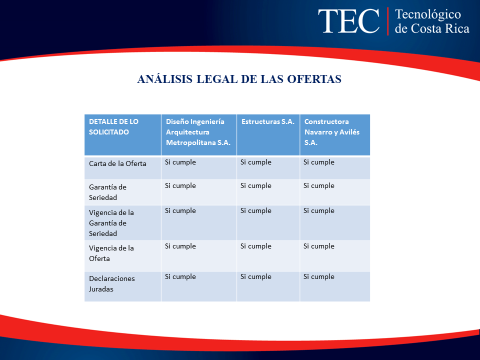 TEC Tecnológico
de Costa Rica
ANÁLISIS LEGAL DE LAS OFERTAS
DETALLE DE LO
SOLICITADO
Diseño Ingeniería
Arquitectura
Metropolitana S.A.
Estructuras S.A.
Constructora
Navarro y Avilés
S.A.
Carta de la Oferta Si cumple Si cumple Si cumple
Garantía de
Seriedad
Si cumple Si cumple Si cumple
Vigencia de la
Garantía de
Seriedad
Si cumple Si cumple Si cumple
Vigencia de la
Oferta
Si cumple Si cumple Si cumple
Declaraciones
Juradas
Si cumple Si cumple Si cumple